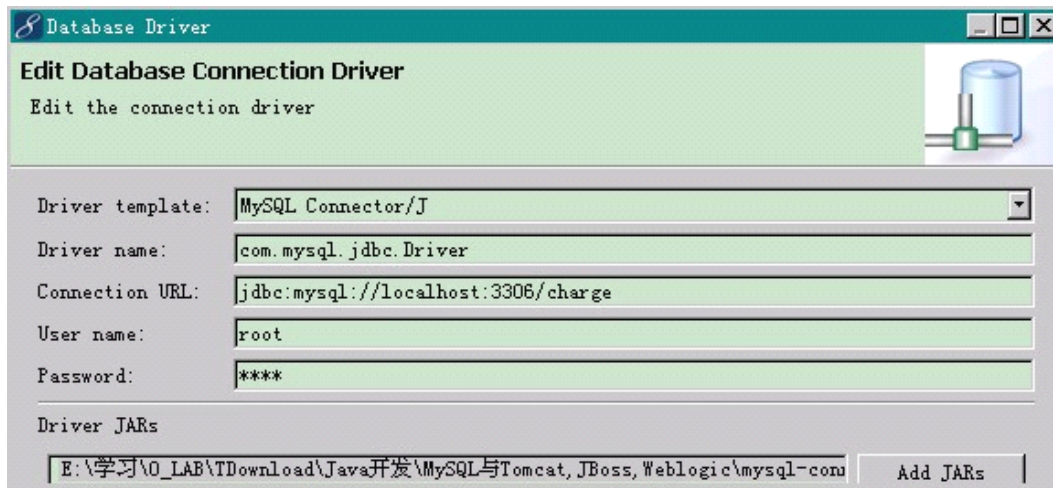 Database Driver
Edit Database Connection Driver
Edit the connection driver
Driver template: MySQL Connector/J
Driver name: com.mysql.jdbc.Driver
Connection URL: jdbc:mysql://localhost:3306/charge
User name: root
Password: ****
Driver JARs
E:\学习\O_LAB\TDownload\Java开发\MySQL与Tomcat,JBoss,Weblogic\mysql-con Add JARs